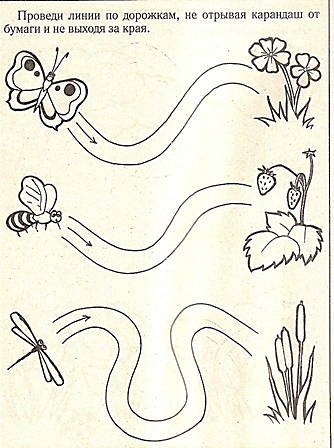 Проведи линии по дорожкам, не отрывая карандаш от
бумаги и не выходя за края.